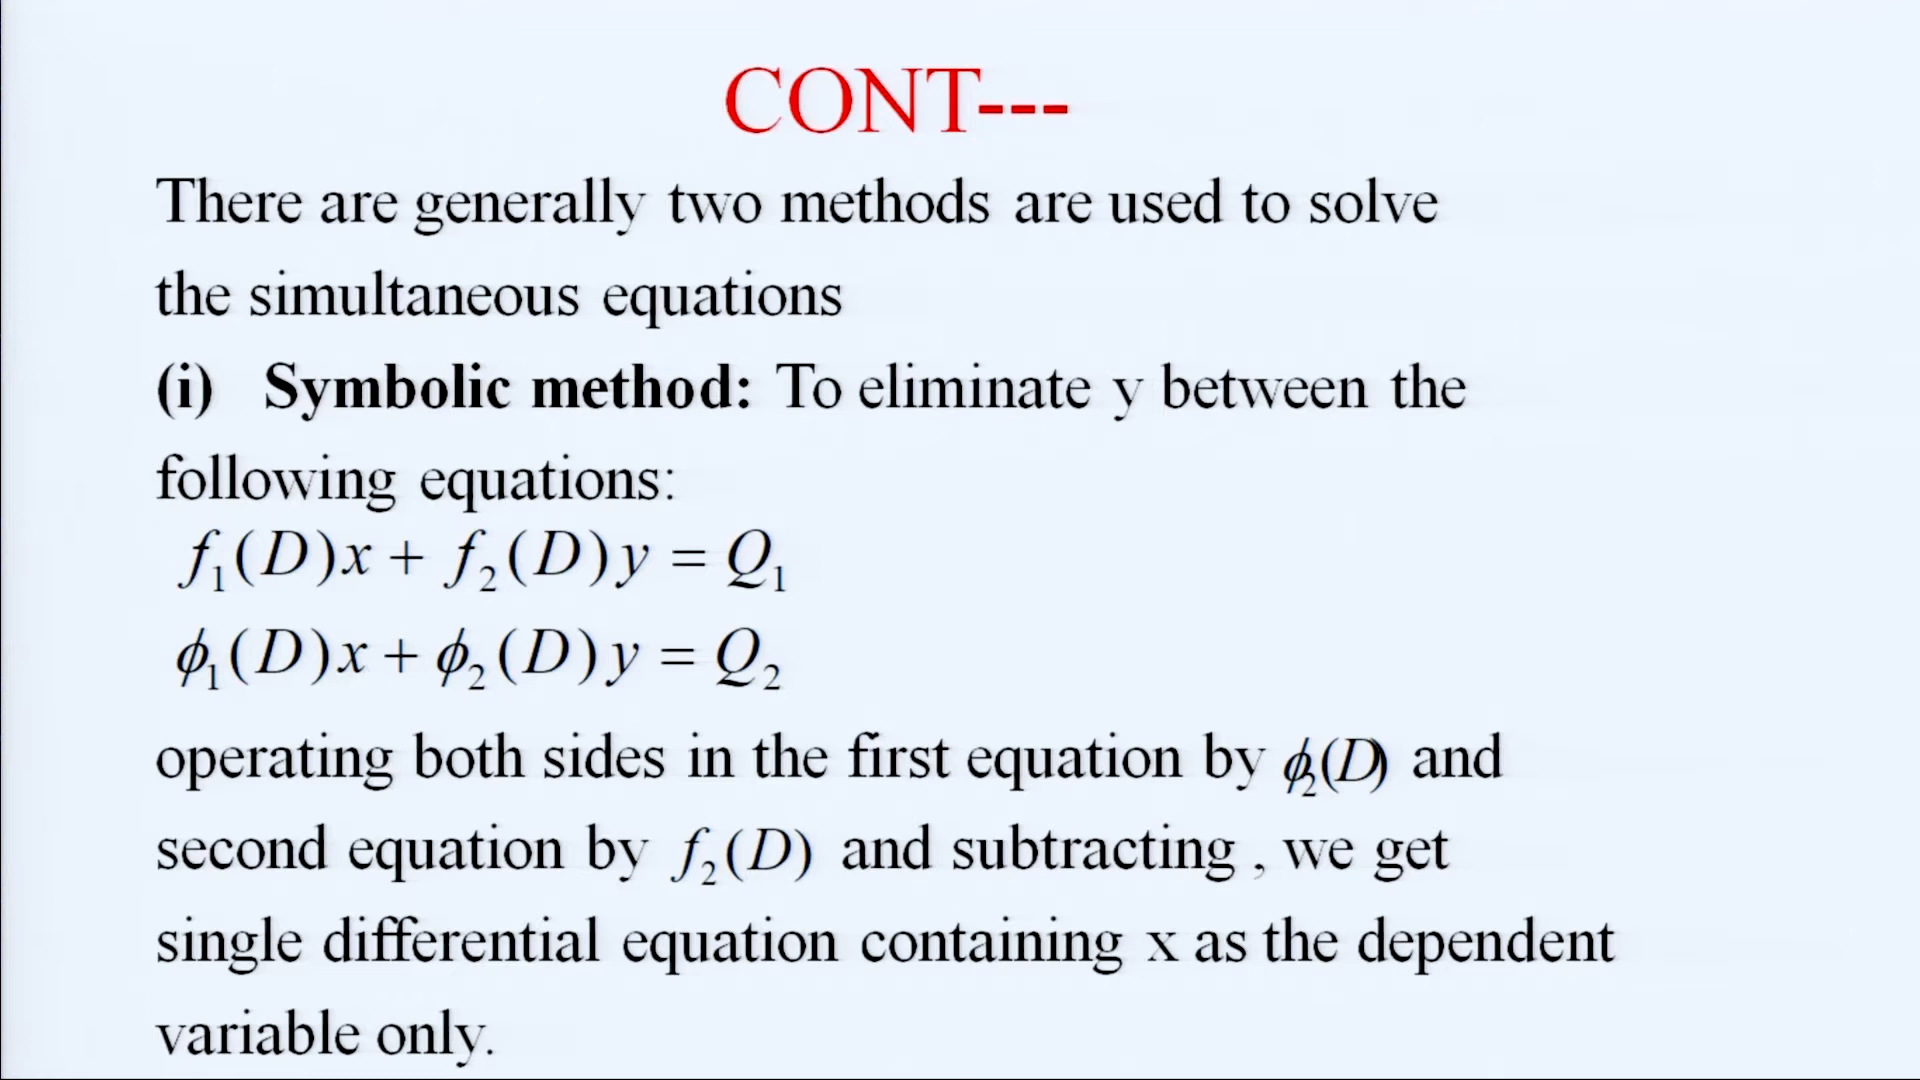 CONT---
There are generally two methods are used to solve
the simultaneous equations
(i) Symbolic method: To eliminate y between the
following equations:
f₁(D)x + f₂(D)y = Q₁
ϕ₁(D)x + ϕ₂(D)y = Q₂
operating both sides in the first equation by ϕ₂(D) and
second equation by f₂(D) and subtracting , we get
single differential equation containing x as the dependent
variable only.